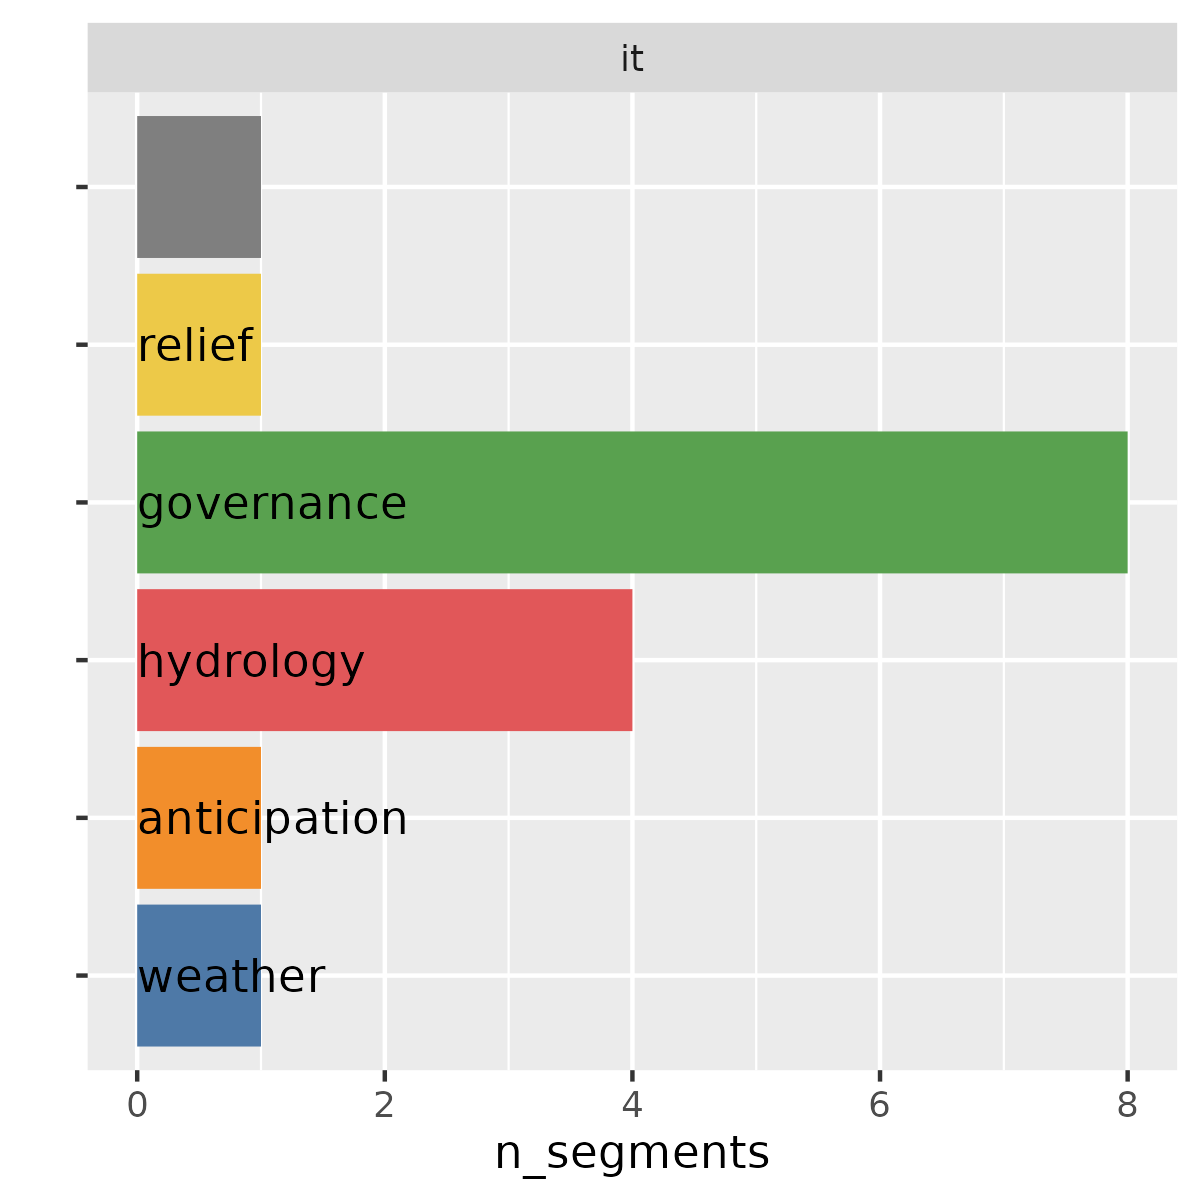 it
relief
governance
hydrology
anticipation
weather
0 2 4 6 8
n_segments